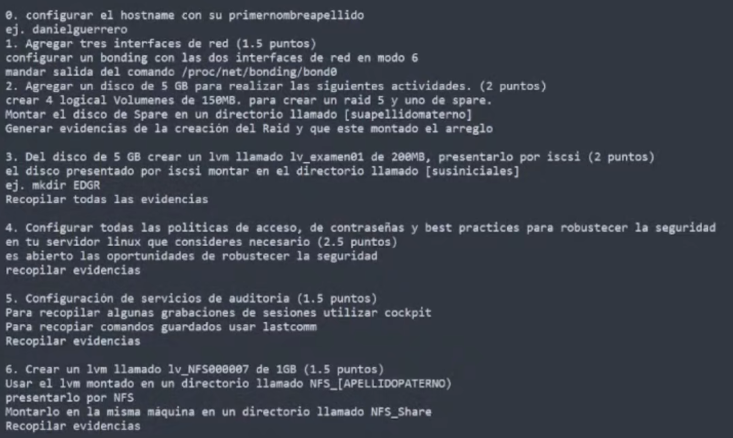 0. configurar el hostname con su primernombreapellido
ej. danielguerrero
1. Agregar tres interfaces de red (1.5 puntos)
configurar un bonding con las dos interfaces de red en modo 6
mandar salida del comando /proc/net/bonding/bond0
2. Agregar un disco de 5 GB para realizar las siguientes actividades. (2 puntos)
crear 4 logical Volumenes de 150MB. para crear un raid 5 y uno de spare.
Montar el disco de Spare en un directorio llamado [suapellidomaterno]
Generar evidencias de la creación del Raid y que este montado el arreglo
3. Del disco de 5 GB crear un lvm llamado lv_examen01 de 200MB, presentarlo por iscsi (2 puntos)
el disco presentado por iscsi montar en el directorio llamado [susiniciales]
ej. mkdir EDGR
Recopilar todas las evidencias
4. Configurar todas las politicas de acceso, de contraseñas y best practices para robustecer la seguridad
en tu servidor linux que consideres necesario (2.5 puntos)
es abierto las oportunidades de robustecer la seguridad
recopilar evidencias
5. Configuración de servicios de auditoria (1.5 puntos)
Para recopilar algunas grabaciones de sesiones utilizar cockpit
Para recopiar comandos guardados usar lastcomm
Recopilar evidencias
6. Crear un lvm llamado lv_NFS000007 de 1GB (1.5 puntos)
Usar el lvm montado en un directorio llamado NFS_[APELLIDOPATERNO)
presentarlo por NFS
Montarlo en la misma máquina en un directorio llamado NFS_Share
Recopilar evidencias